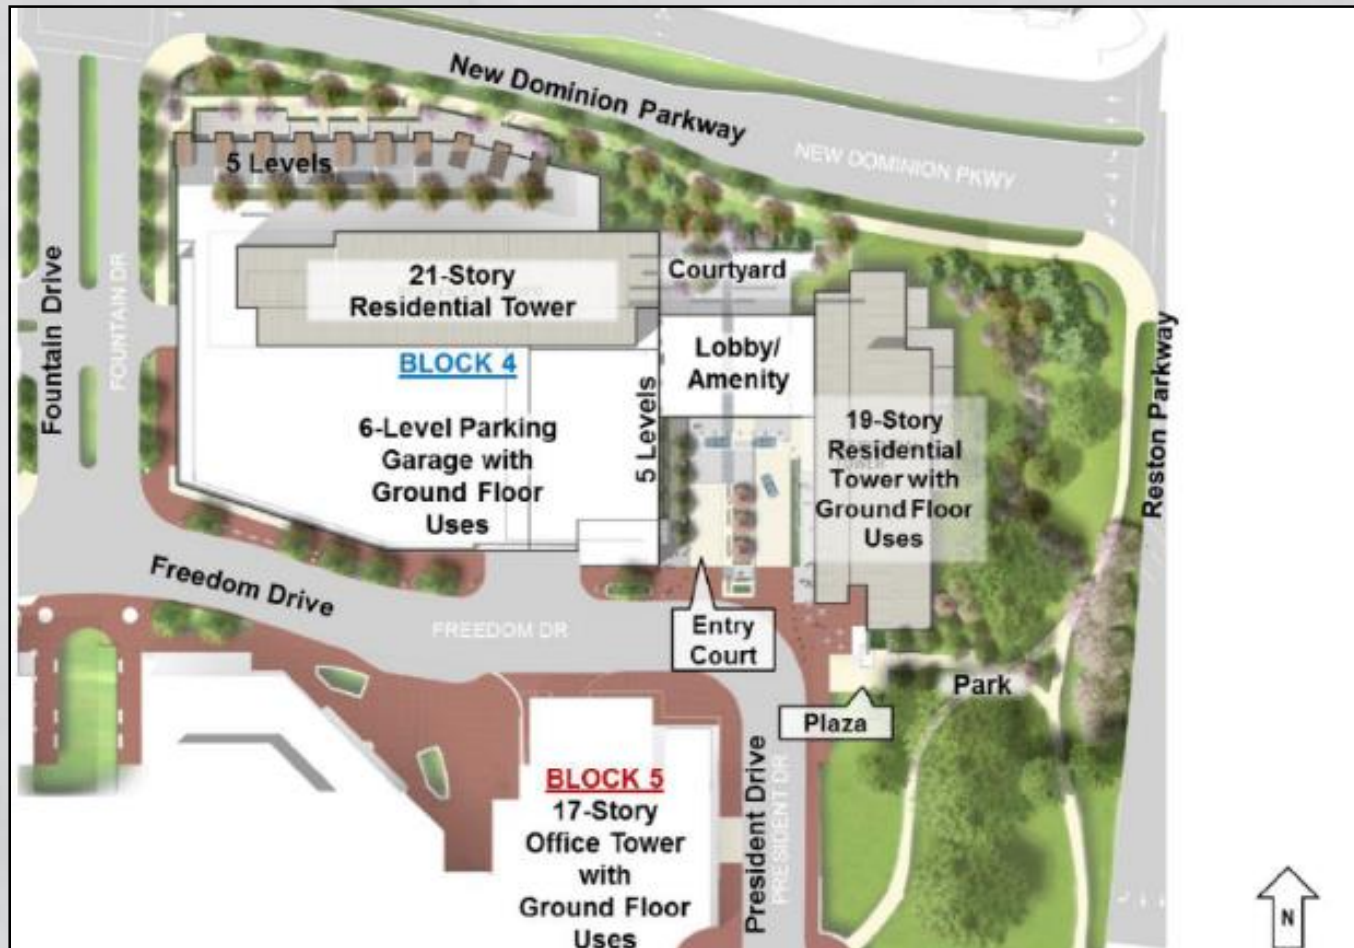 New Dominion Parkway
NEW DOMINION PKWY
5 Levels
21-Story
Residential Tower
Courtyard
Fountain Drive
FOUNTAIN DR
BLOCK 4
Lobby/
Amenity
6-Level Parking
Garage with
Ground Floor
Uses
5 Levels
19-Story
Residential
Tower with
Ground Floor
Uses
Reston Parkway
Freedom Drive
FREEDOM DR
Entry
Court
Park
Plaza
BLOCK 5
17-Story
Office Tower
with
Ground Floor
Uses
President Drive
PRESIDENT DR
N